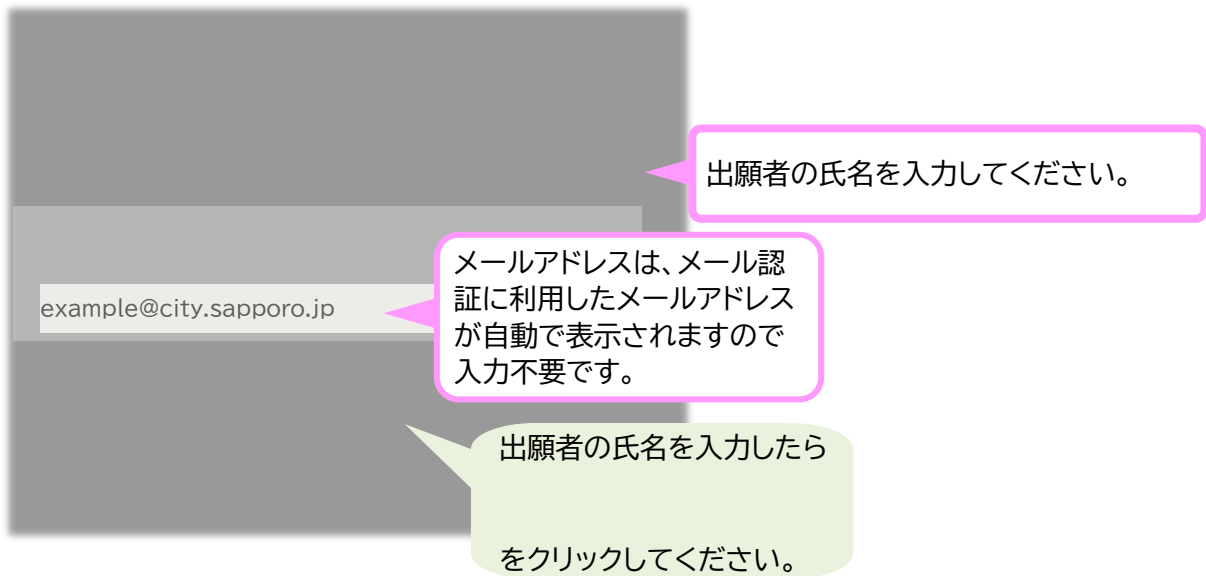 出願者の氏名を入力してください。
example@city.sapporo.jp
メールアドレスは、メール認
証に利用したメールアドレス
が自動で表示されますので
入力不要です。
出願者の氏名を入力したら
をクリックしてください。